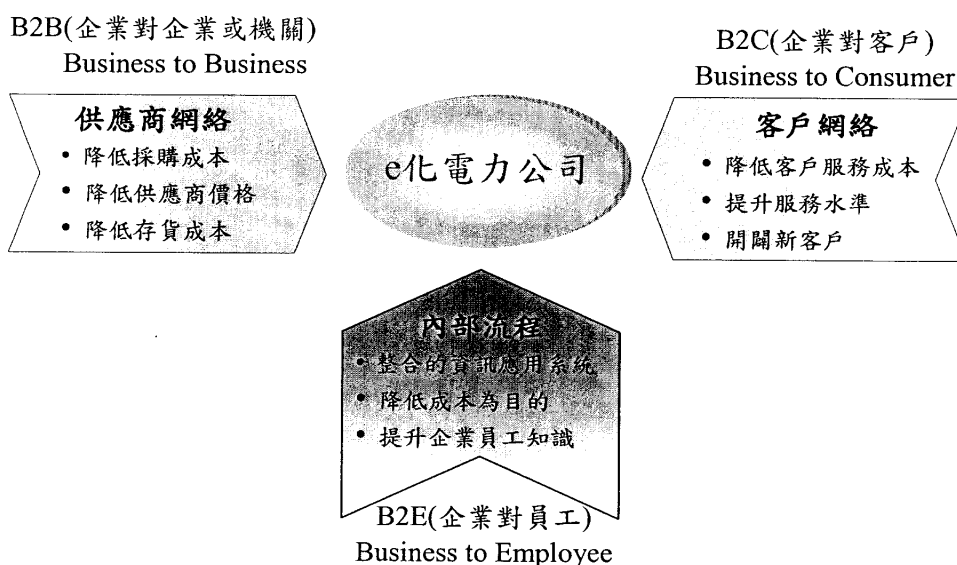 B2B(企業對企業或機關)
Business to Business
供應商網絡
• 降低採購成本
• 降低供應商價格
• 降低存貨成本
e化電力公司
B2C(企業對客戶)
Business to Consumer
客戶網絡
• 降低客戶服務成本
• 提升服務水準
• 開闢新客戶
內部流程
• 整合的資訊應用系統
• 降低成本為目的
• 提升企業員工知識
B2E(企業對員工)
Business to Employee